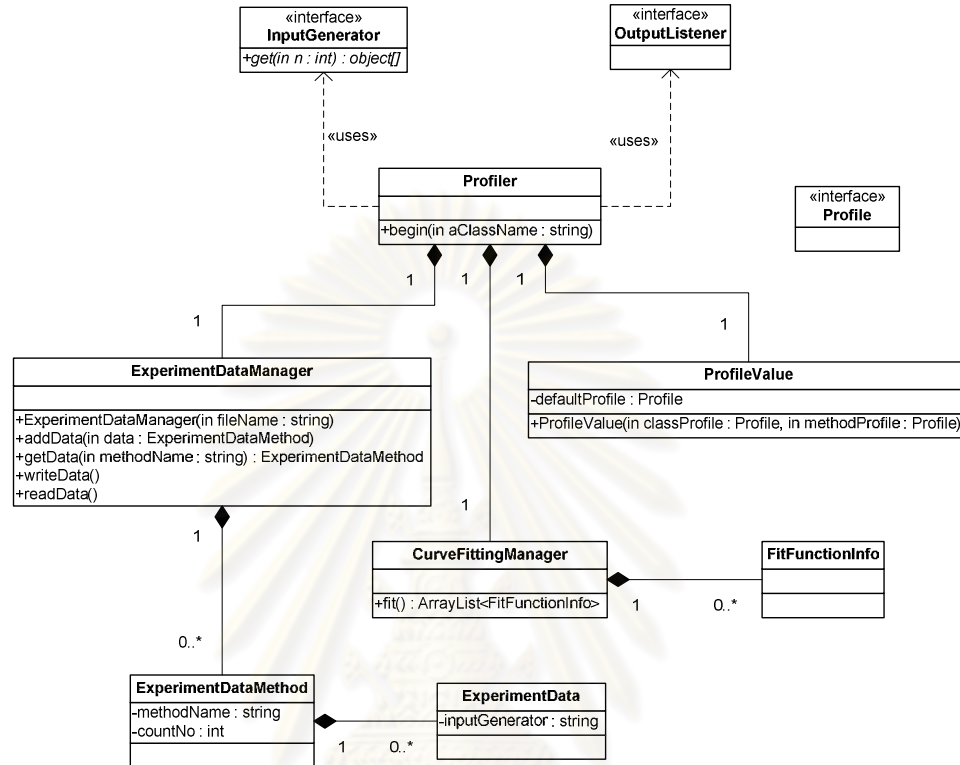 «interface»
InputGenerator
+get(in n : int) : object[]
«interface»
OutputListener
«uses»
«uses»
Profiler
+begin(in aClassName : string)
«interface»
Profile
1
1
1
1
1
ExperimentDataManager
+ExperimentDataManager(in fileName : string)
+addData(in data : ExperimentDataMethod)
+getData(in methodName : string) : ExperimentDataMethod
+writeData()
+readData()
ProfileValue
-defaultProfile : Profile
+ProfileValue(in classProfile : Profile, in methodProfile : Profile)
1
1
CurveFittingManager
+fit() : ArrayList<FitFunctionInfo>
1
0..*
FitFunctionInfo
0..*
ExperimentDataMethod
-methodName : string
-countNo : int
1
0..*
ExperimentData
-inputGenerator : string